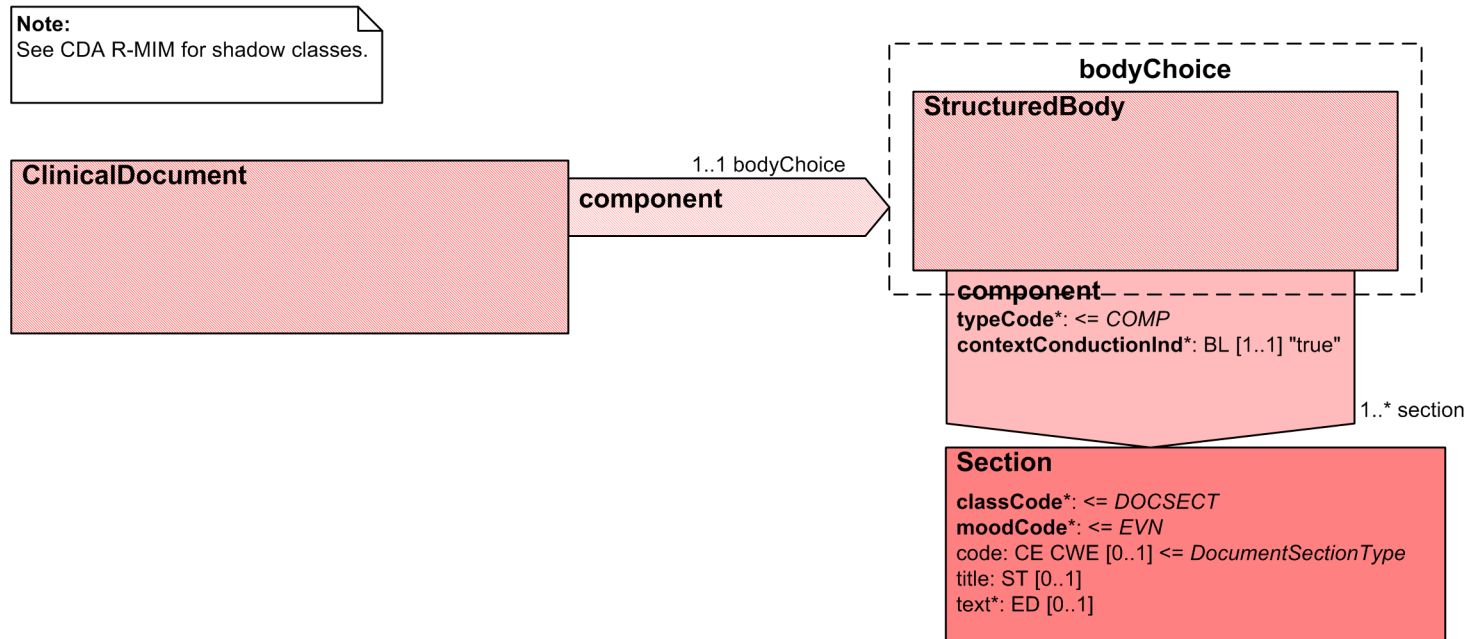 Note:
See CDA R-MIM for shadow classes.
bodyChoice
StructuredBody
ClinicalDocument
1..1 bodyChoice
component
component
typeCode*: <= COMP
contextConductionInd*: BL [1..1] "true"
1..* section
Section
classCode*: <= DOCSECT
moodCode*: <= EVN
code: CE CWE [0..1] <= DocumentSectionType
title: ST [0..1]
text*: ED [0..1]